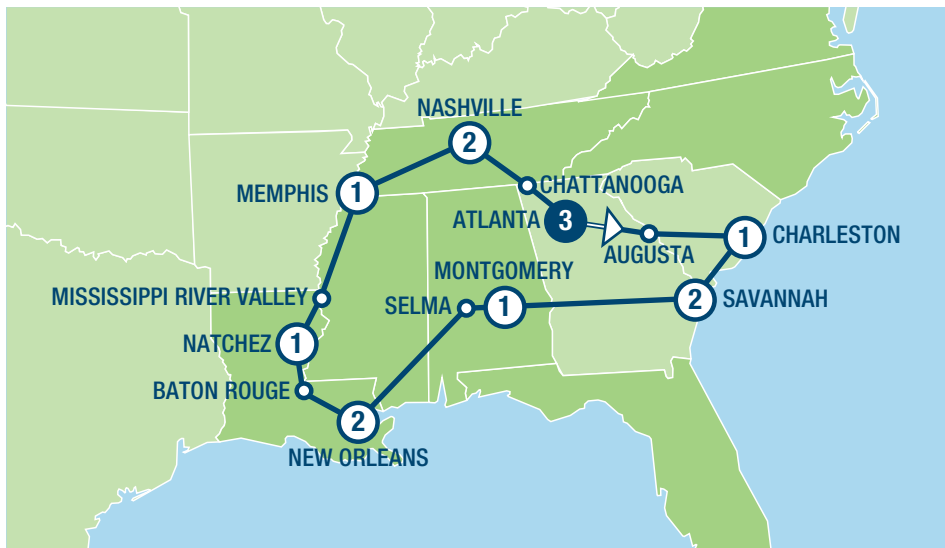 NASHVILLE
2
MEMPHIS
1
CHATTANOOGA
ATLANTA
3
AUGUSTA
1
CHARLESTON
MONTGOMERY
MISSISSIPPI RIVER VALLEY
SELMA
1
2
SAVANNAH
NATCHEZ
1
BATON ROUGE
2
NEW ORLEANS